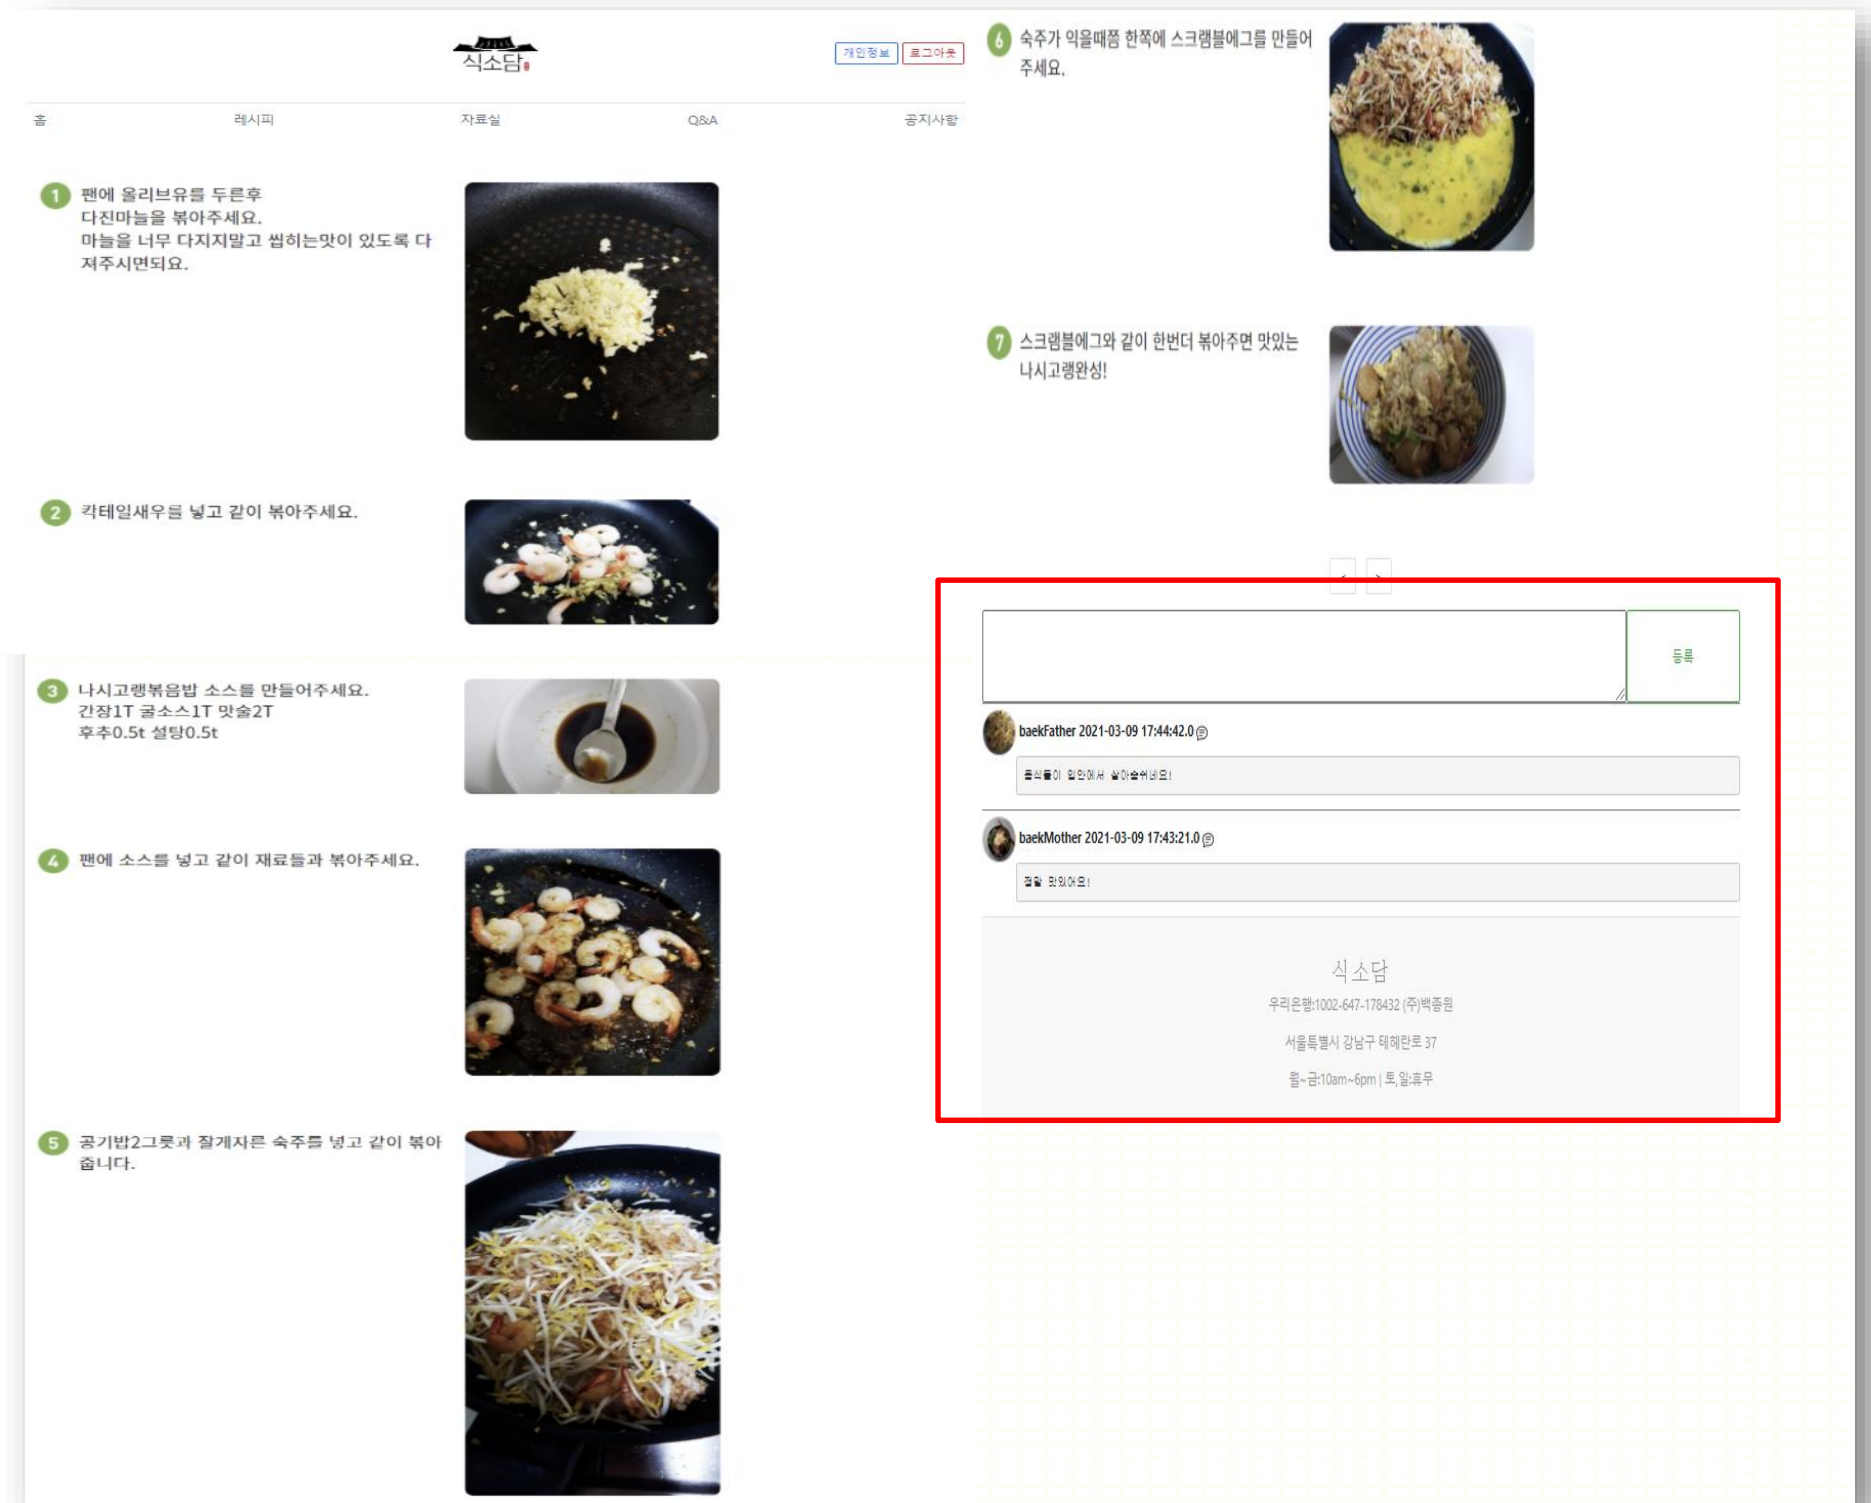 식소담
개인정보
로그아웃
홈
레시피
자료실
Q&A
공지사항
1 팬에 올리브유를 두른후
다진마늘을 볶아주세요.
마늘을 너무 다지지말고 씹히는맛이 있도록 다
져주시면되요.
2 칵테일새우를 넣고 같이 볶아주세요.
3 나시고랭볶음밥 소스를 만들어주세요.
간장1T 굴소스1T 맛술2T
후추0.5t 설탕0.5t
4 팬에 소스를 넣고 같이 재료들과 볶아주세요.
5 공기밥2그릇과 잘게자른 숙주를 넣고 같이 볶아
줍니다.
6 숙주가 익을때쯤 한쪽에 스크램블에그를 만들어
주세요.
7 스크램블에그와 같이 한번더 볶아주면 맛있는
나시고랭완성!
< >
등록
baekFather 2021-03-09 17:44:42.0
음식들이 입안에서 살아숨쉬네요!
baekMother 2021-03-09 17:43:21.0
정말 맛있어요!
식소담
우리은행:1002-647-178432 (주)백종원
서울특별시 강남구 테헤란로 37
월~금:10am~6pm | 토,일:휴무